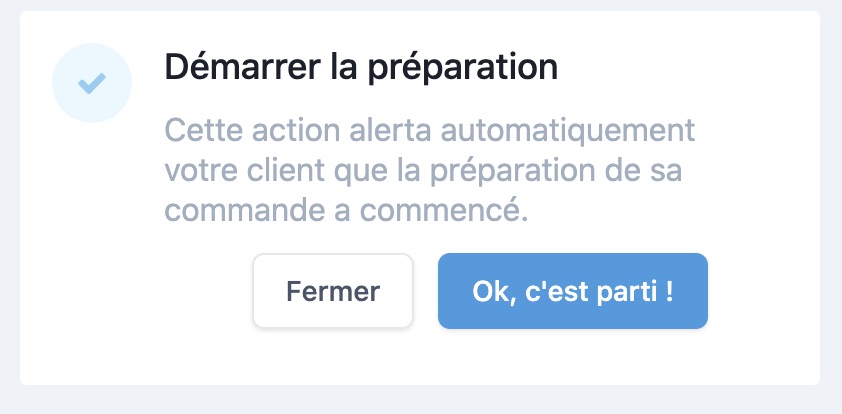 Démarrer la préparation
Cette action alerta automatiquement
votre client que la préparation de sa
commande a commencé.
Fermer
Ok, c'est parti !